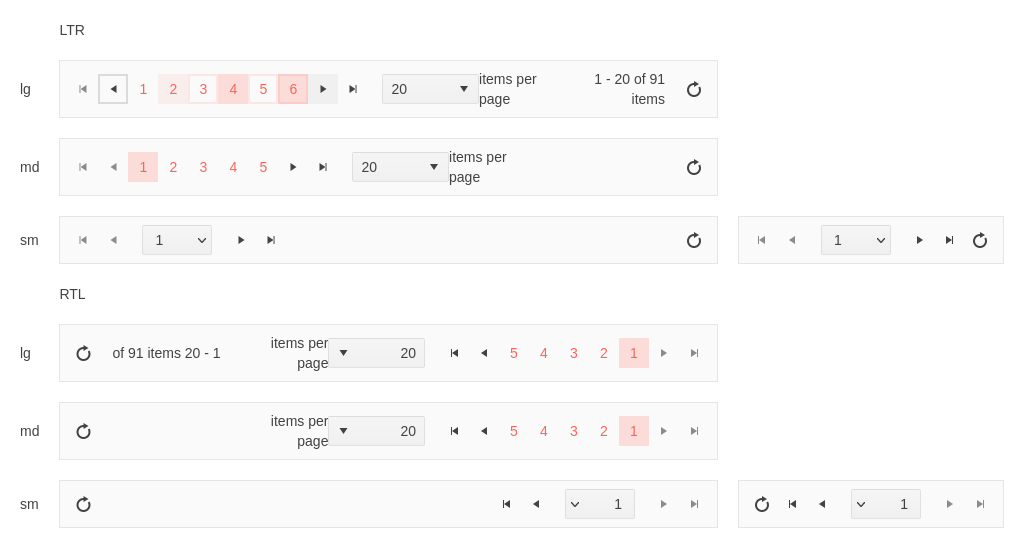 LTR
lg 1 2 3 4 5 6 20 items per page 1 - 20 of 91 items
md 1 2 3 4 5 20 items per page
sm 1 1
RTL
lg of 91 items 20 - 1 items per page 20 5 4 3 2 1
md items per page 20 5 4 3 2 1
sm 1 1